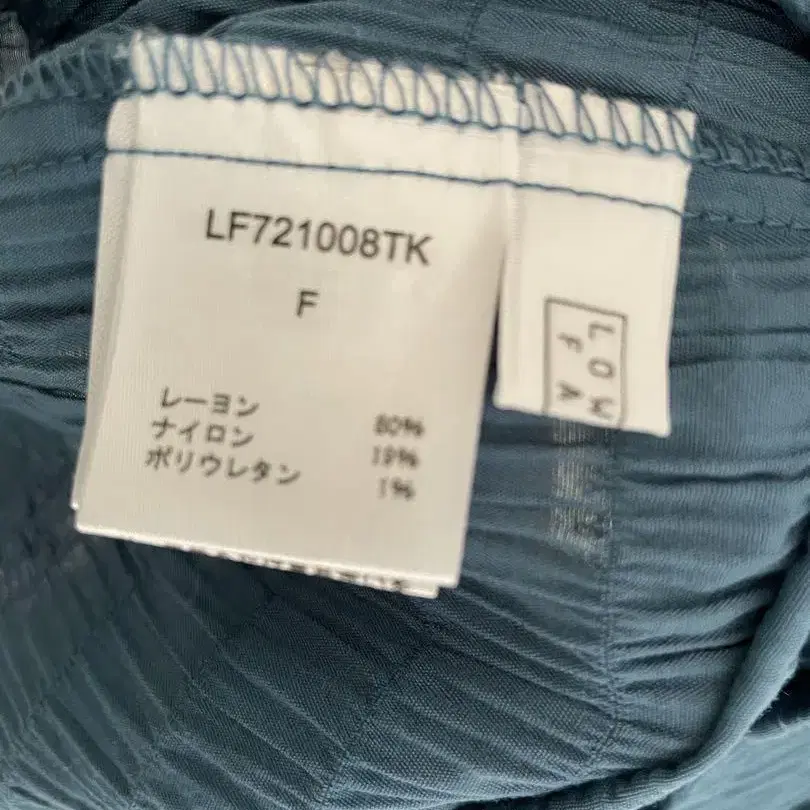 LF721008TK
F
レーヨン 80%
ナイロン 19%
ポリウレタン 1%
LOW
FA